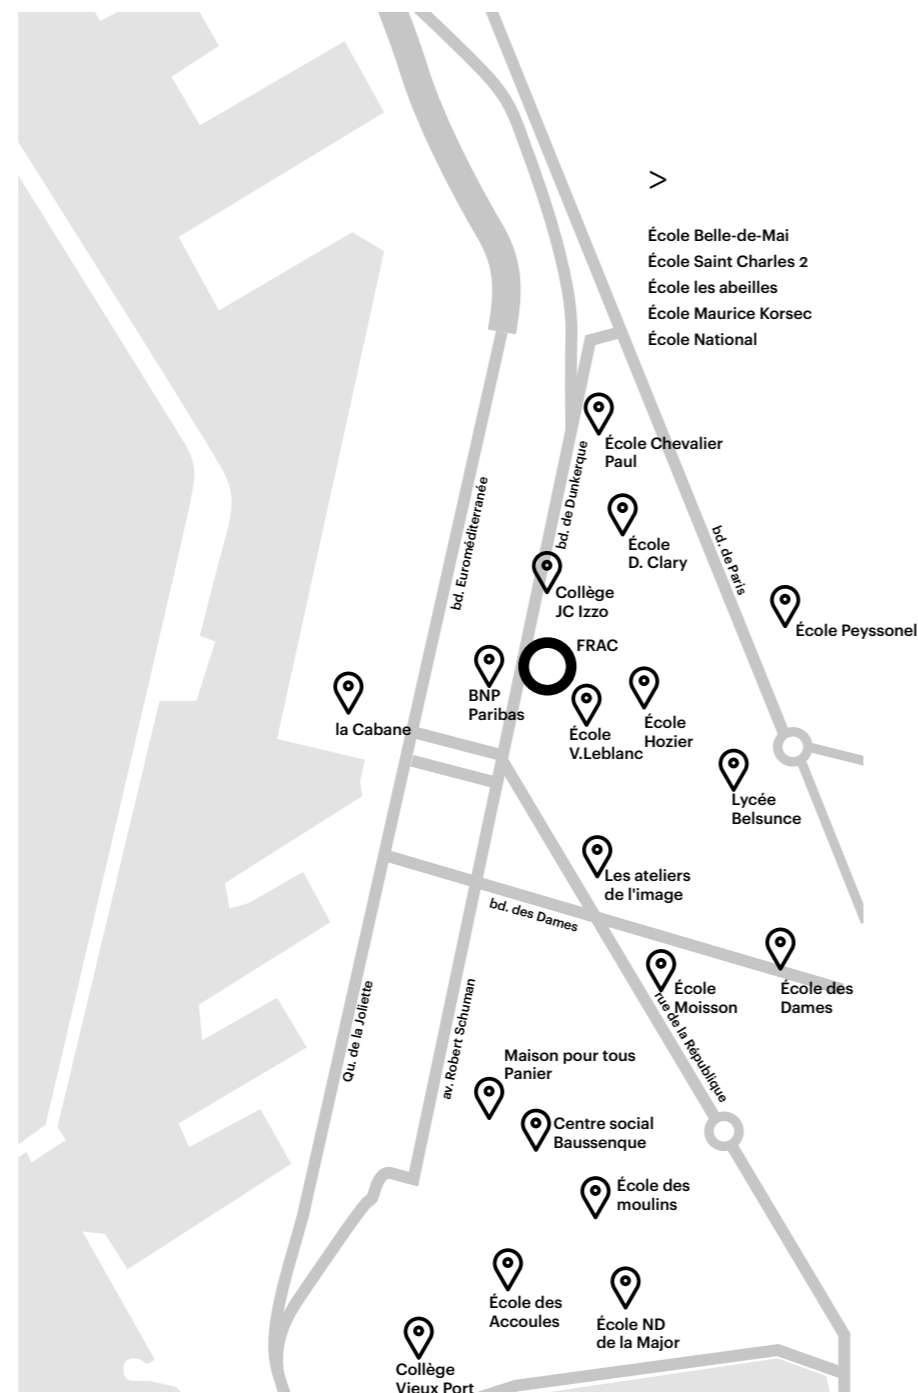 >
École Belle-de-Mai
École Saint Charles 2
École les abeilles
École Maurice Korsec
École National
École Chevalier
Paul
bd. de Dunkerque
bd. Euroméditerranée
École
D. Clary
bd. de Paris
Collège
JC Izzo
École Peyssonel
FRAC
BNP
Paribas
la Cabane
École
V.Leblanc
École
Hozier
Lycée
Belsunce
Les ateliers
de l'image
bd. des Dames
École
Moisson
École des
Dames
rue de la République
Qu. de la Joliette
av. Robert Schuman
Maison pour tous
Panier
Centre social
Baussenque
École des
moulins
École des
Accoules
École ND
de la Major
Collège
Vieux Port